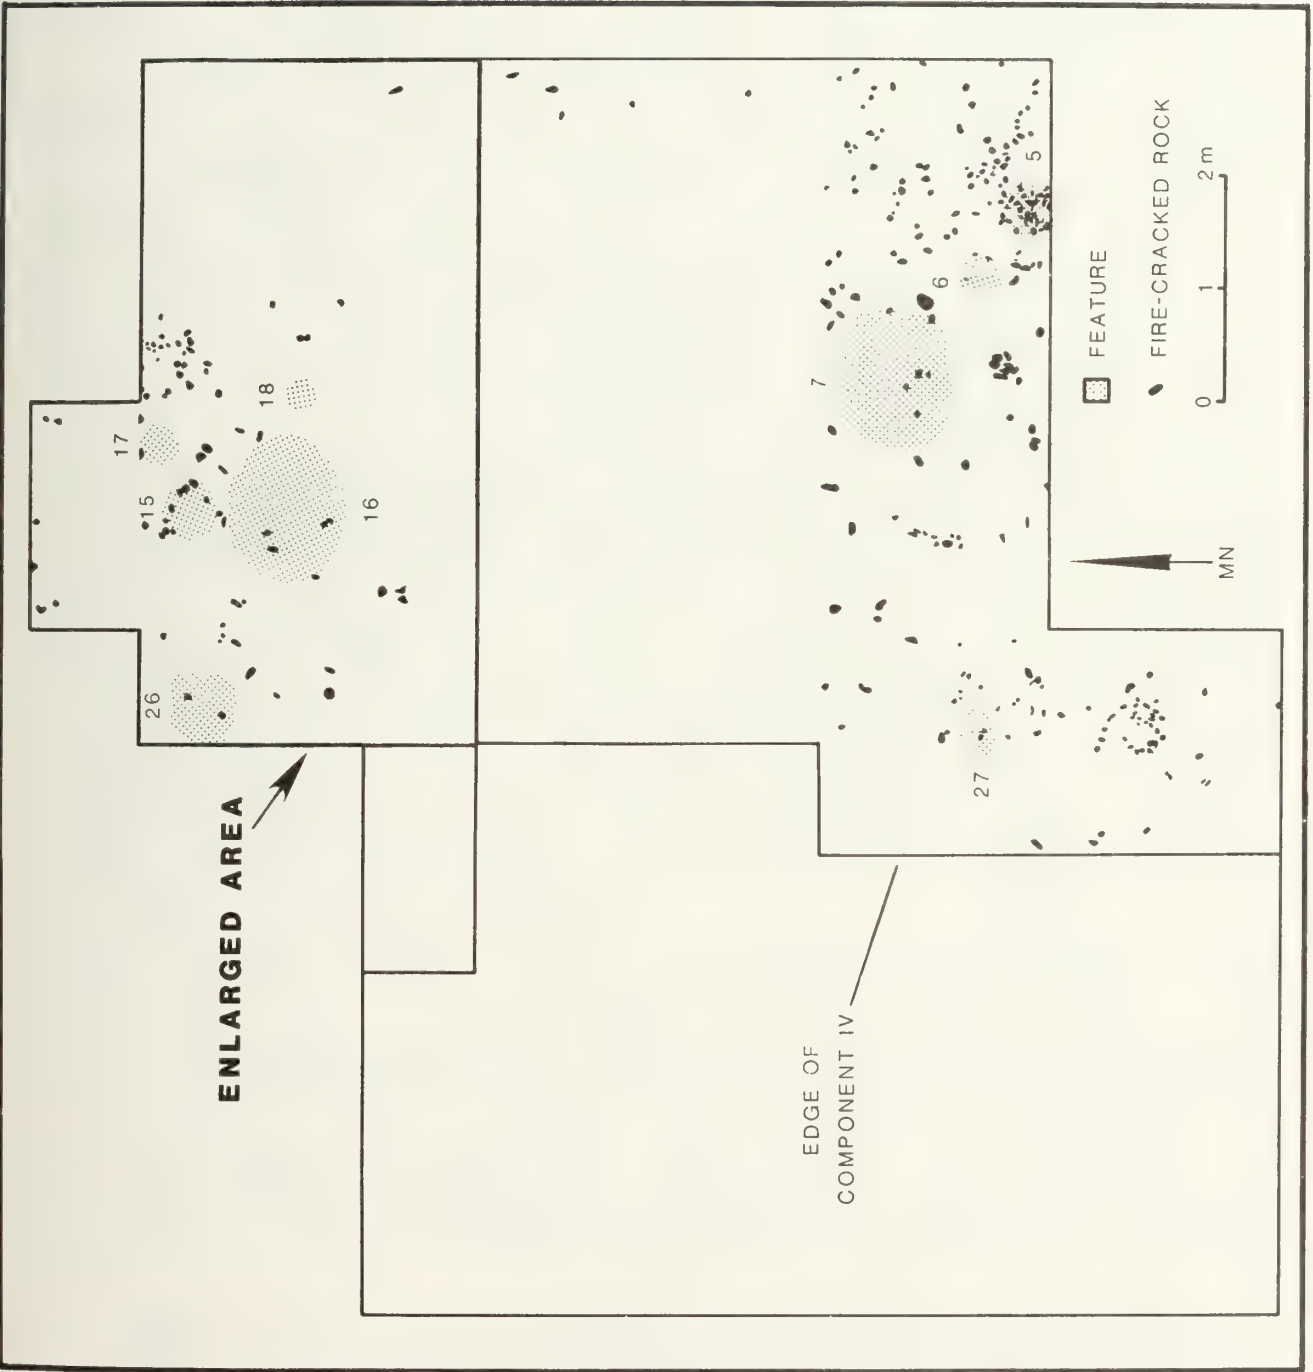 17
15
26
18
16
ENLARGED AREA
7
6
5
27
EDGE OF
COMPONENT IV
FEATURE
FIRE-CRACKED ROCK
0 1 2 m
MN